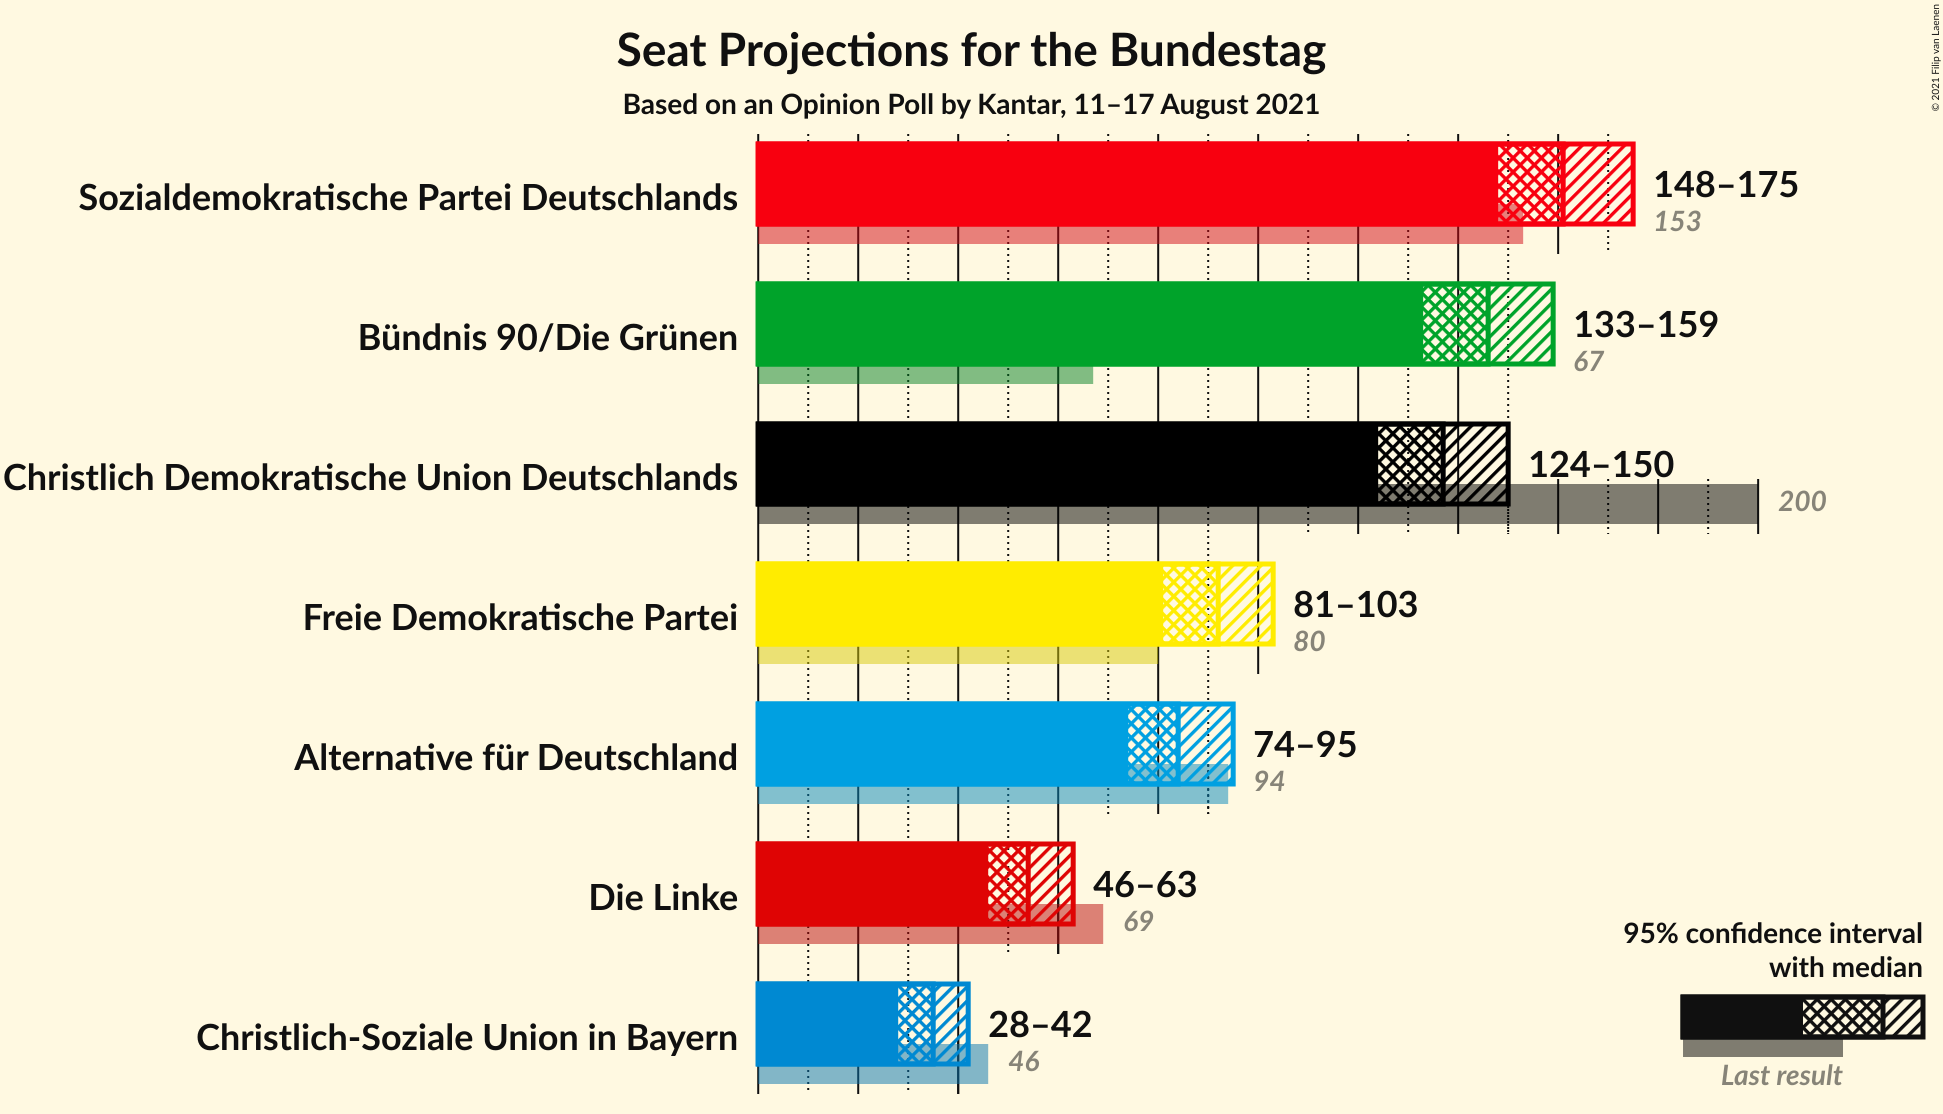 Seat Projections for the Bundestag
Based on an Opinion Poll by Kantar, 11–17 August 2021
© 2021 Filip van Laenen
Sozialdemokratische Partei Deutschlands
148–175
153
Bündnis 90/Die Grünen
133–159
67
Christlich Demokratische Union Deutschlands
124–150
200
Freie Demokratische Partei
81–103
80
Alternative für Deutschland
74–95
94
Die Linke
46–63
69
Christlich-Soziale Union in Bayern
28–42
46
95% confidence interval
with median
Last result